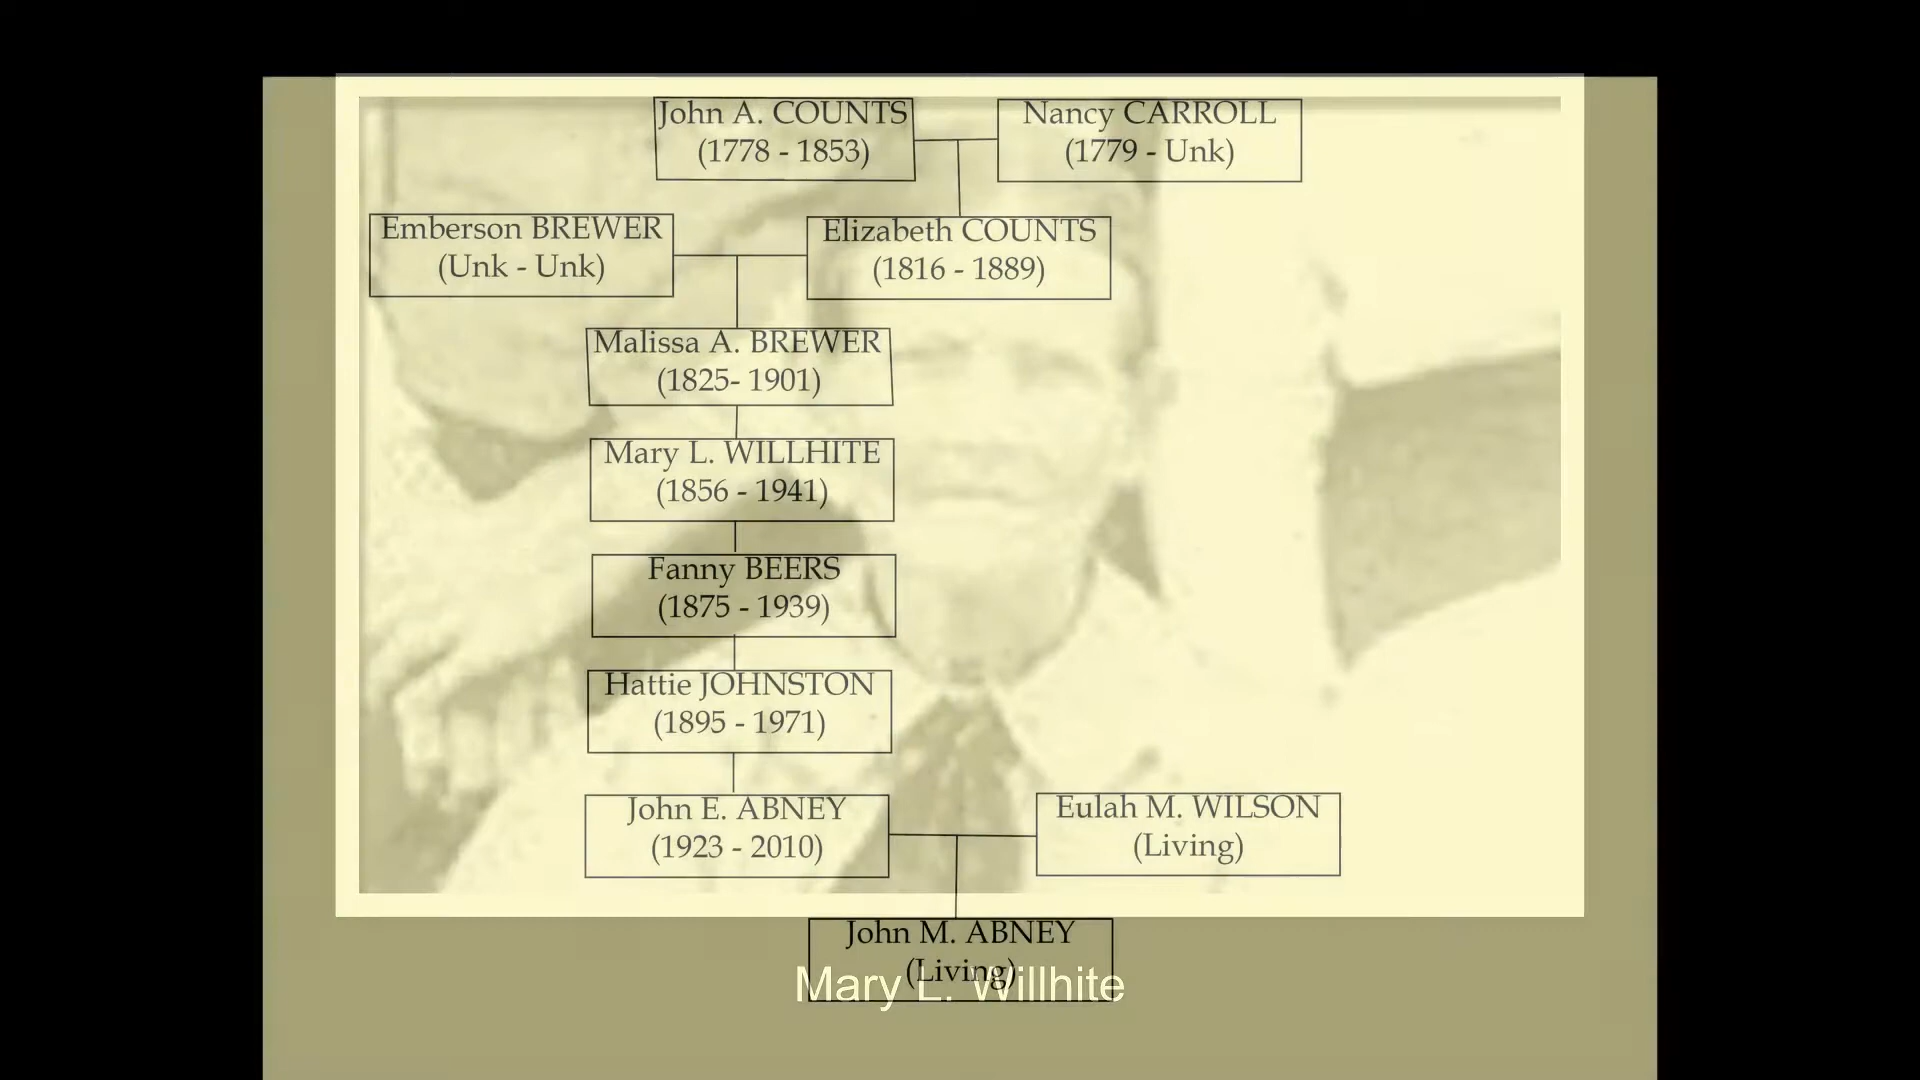 John A. COUNTS
(1778 - 1853)
Nancy CARROLL
(1779 - Unk)
Emberson BREWER
(Unk - Unk)
Elizabeth COUNTS
(1816 - 1889)
Malissa A. BREWER
(1825- 1901)
Mary L. WILLHITE
(1856 - 1941)
Fanny BEERS
(1875 - 1939)
Hattie JOHNSTON
(1895 - 1971)
John E. ABNEY
(1923 - 2010)
Eulah M. WILSON
(Living)
John M. ABNEY
(Living)
Mary L. Willhite